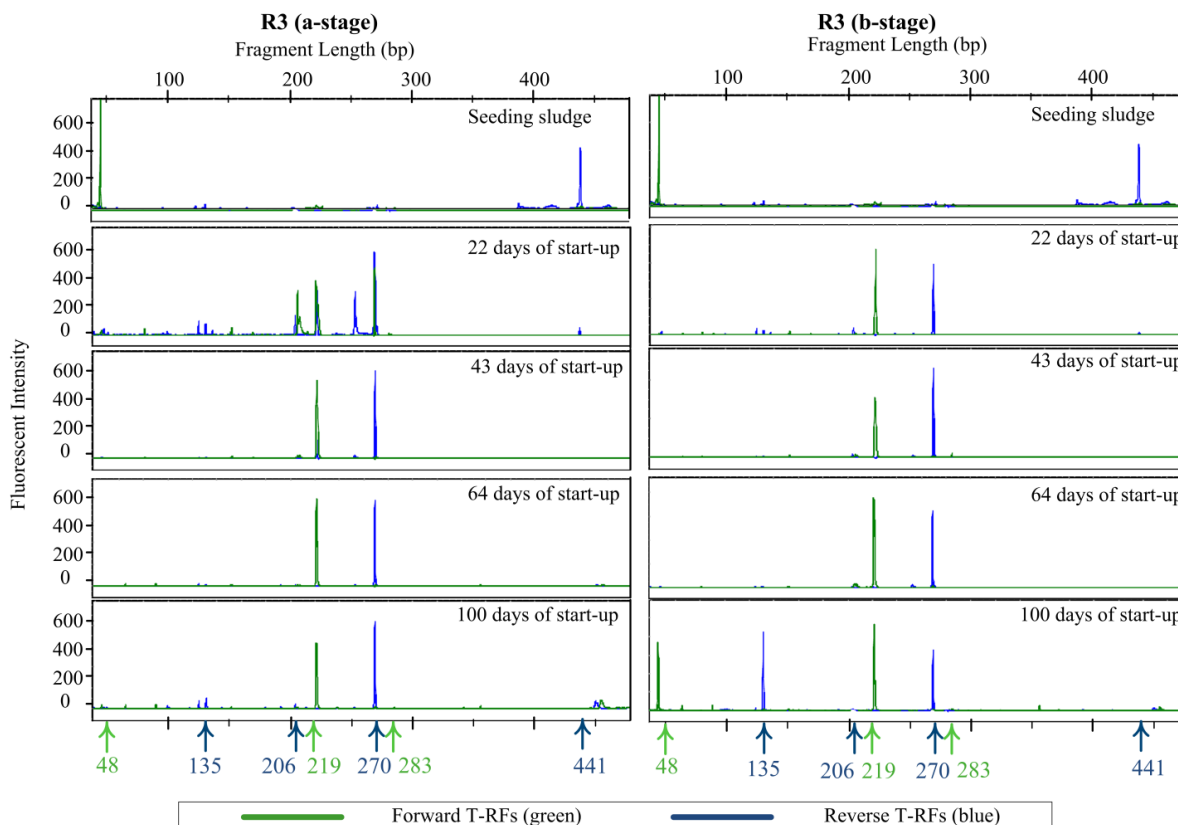 R3 (a-stage)
Fragment Length (bp)
100 200 300 400
R3 (b-stage)
Fragment Length (bp)
100 200 300 400
Fluorescent Intensity
600
400
200
0
Seeding sludge
Seeding sludge
600
400
200
0
22 days of start-up
22 days of start-up
600
400
200
0
43 days of start-up
43 days of start-up
600
400
200
0
64 days of start-up
64 days of start-up
600
400
200
0
100 days of start-up
100 days of start-up
48 135 206 219 270 283 441
48 135 206 219 270 283 441
Forward T-RFs (green) Reverse T-RFs (blue)